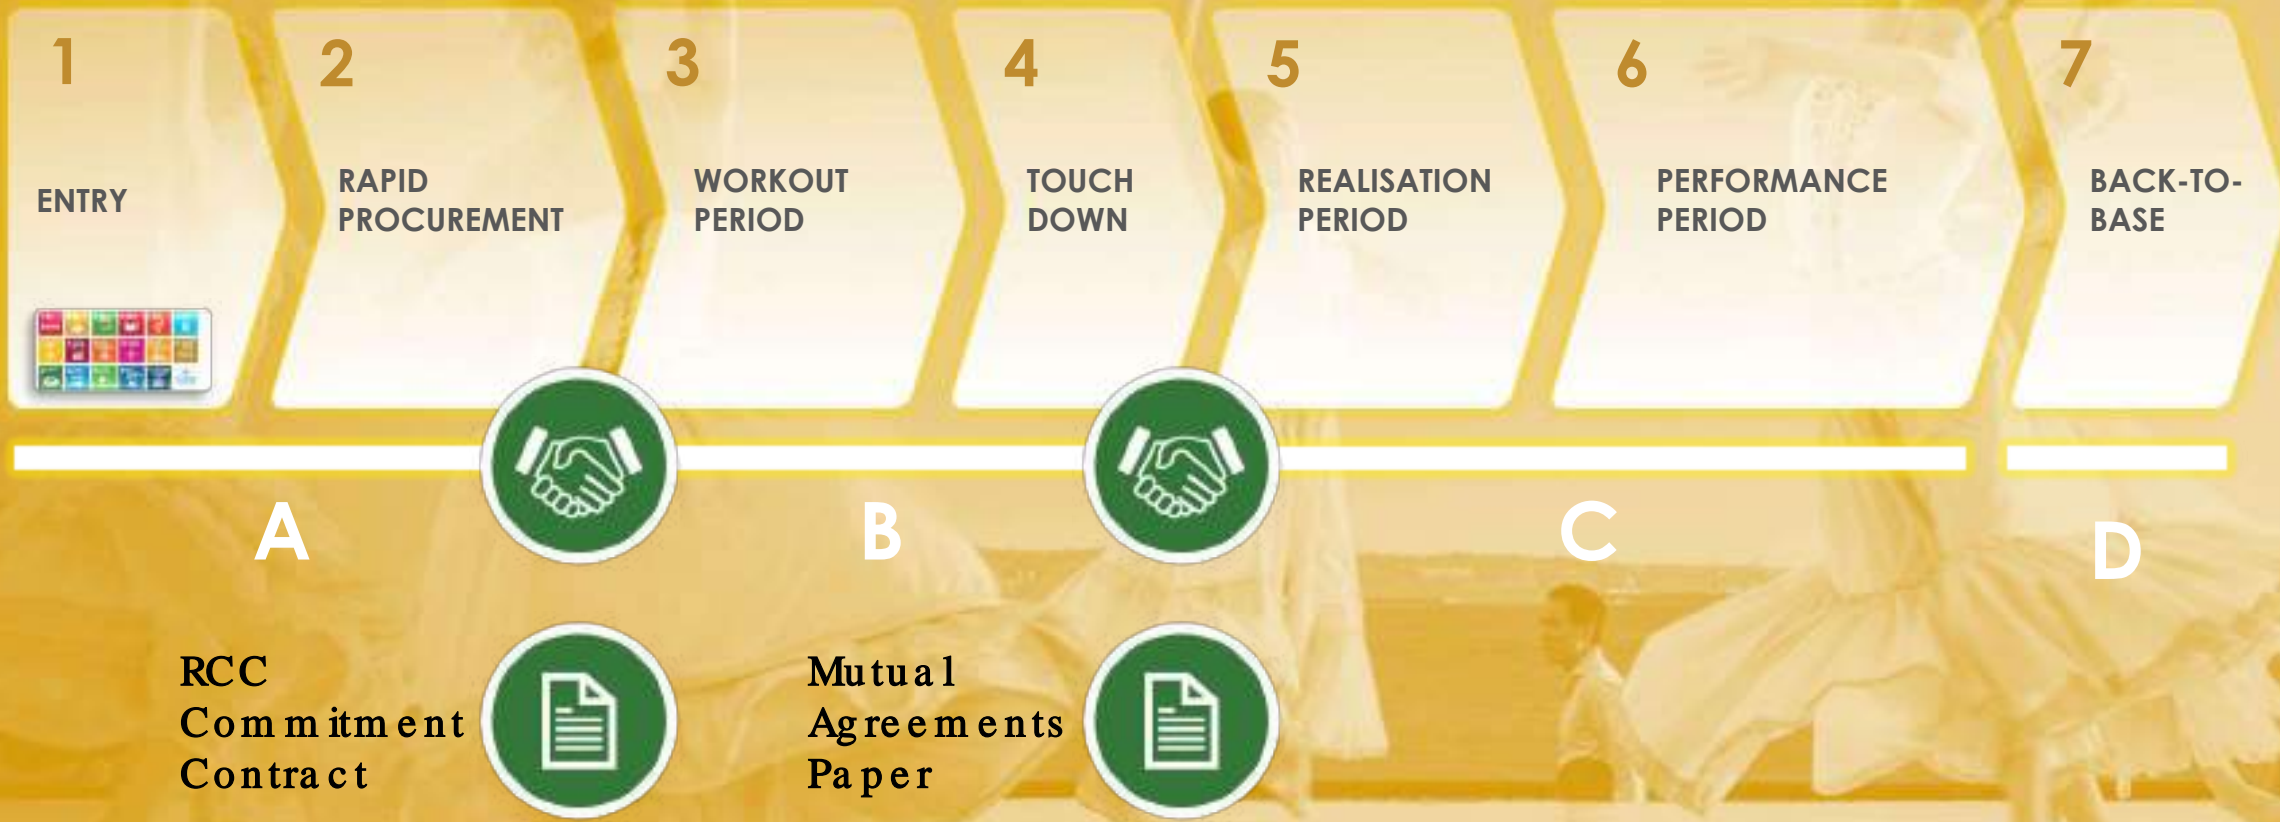 1
ENTRY
2
RAPID
PROCUREMENT
3
WORKOUT
PERIOD
4
TOUCH
DOWN
5
REALISATION
PERIOD
6
PERFORMANCE
PERIOD
7
BACK-TO-
BASE
A
B
C
D
RCC
Commitment
Contract
Mutual
Agreements
Paper